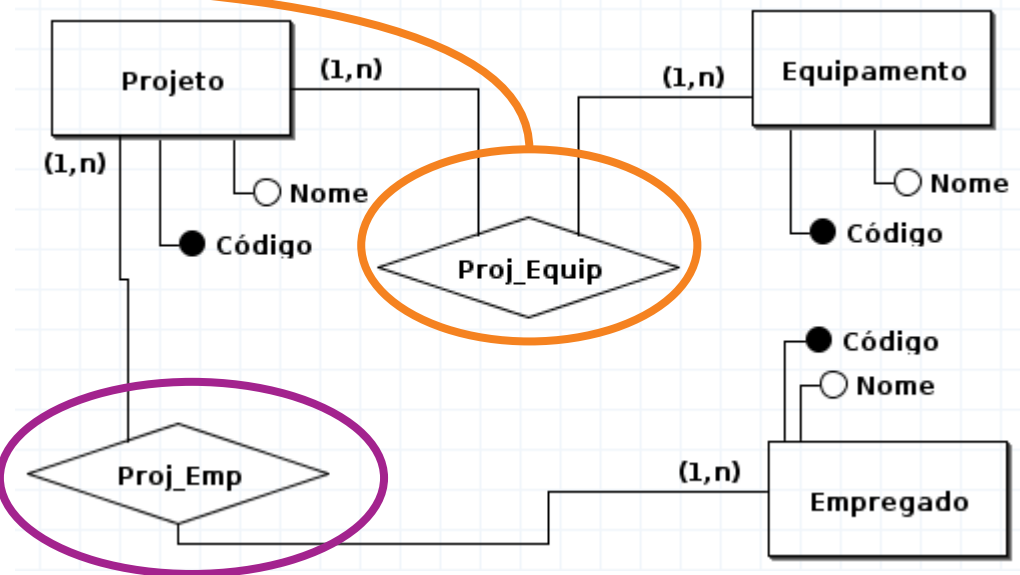 Projeto
(1,n)
(1,n)
Equipamento
(1,n)
Nome
Código
Nome
Código
Proj_Equip
Código
Nome
Proj_Emp
(1,n)
Empregado